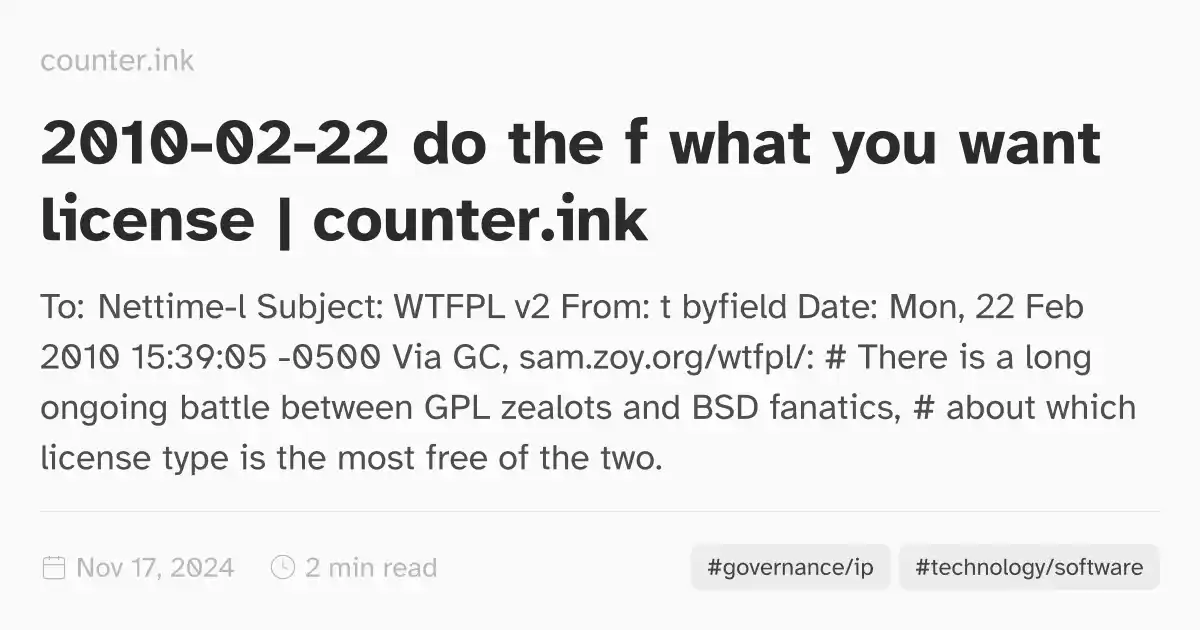 counter.ink
2010-02-22 do the f what you want
license | counter.ink
To: Nettime-l Subject: WTFPL v2 From: t byfield Date: Mon, 22 Feb
2010 15:39:05 -0500 Via GC, sam.zoy.org/wtfpl/: # There is a long
ongoing battle between GPL zealots and BSD fanatics, # about which
license type is the most free of the two.
Nov 17, 2024 2 min read #governance/ip #technology/software